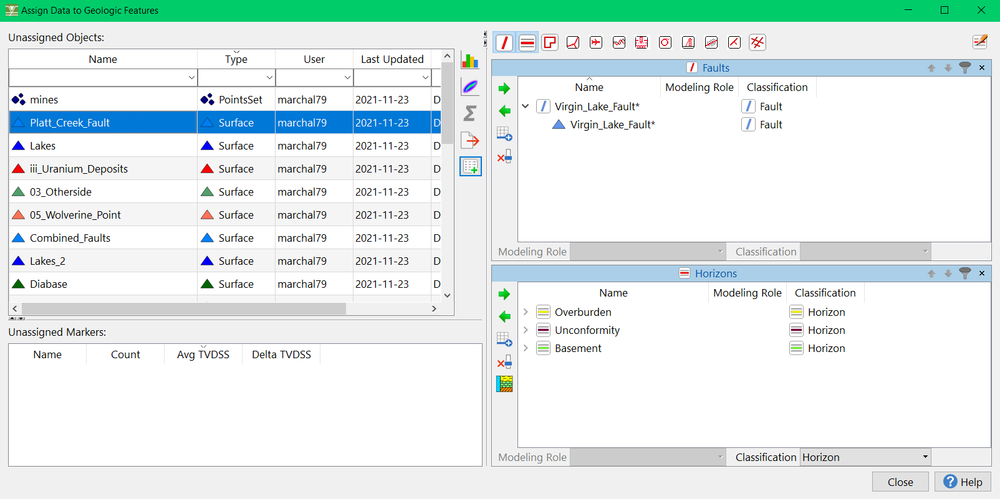 Assign Data to Geologic Features
Unassigned Objects:
Name Type User Last Updated
mines PointsSet marchal79 2021-11-23 D
Platt_Creek_Fault Surface marchal79 2021-11-23 D
Lakes Surface marchal79 2021-11-23 D
iii_Uranium_Deposits Surface marchal79 2021-11-23 D
03_Otherside Surface marchal79 2021-11-23 D
05_Wolverine_Point Surface marchal79 2021-11-23 D
Combined_Faults Surface marchal79 2021-11-23 D
Lakes_2 Surface marchal79 2021-11-23 D
Diabase Surface marchal79 2021-11-23 D
Unassigned Markers:
Name Count Avg TVDSS Delta TVDSS
Faults
Name Modeling Role Classification
Virgin_Lake_Fault* Fault
Virgin_Lake_Fault* Fault
Modeling Role Classification
Horizons
Name Modeling Role Classification
Overburden Horizon
Unconformity Horizon
Basement Horizon
Modeling Role Classification Horizon
Close ? Help